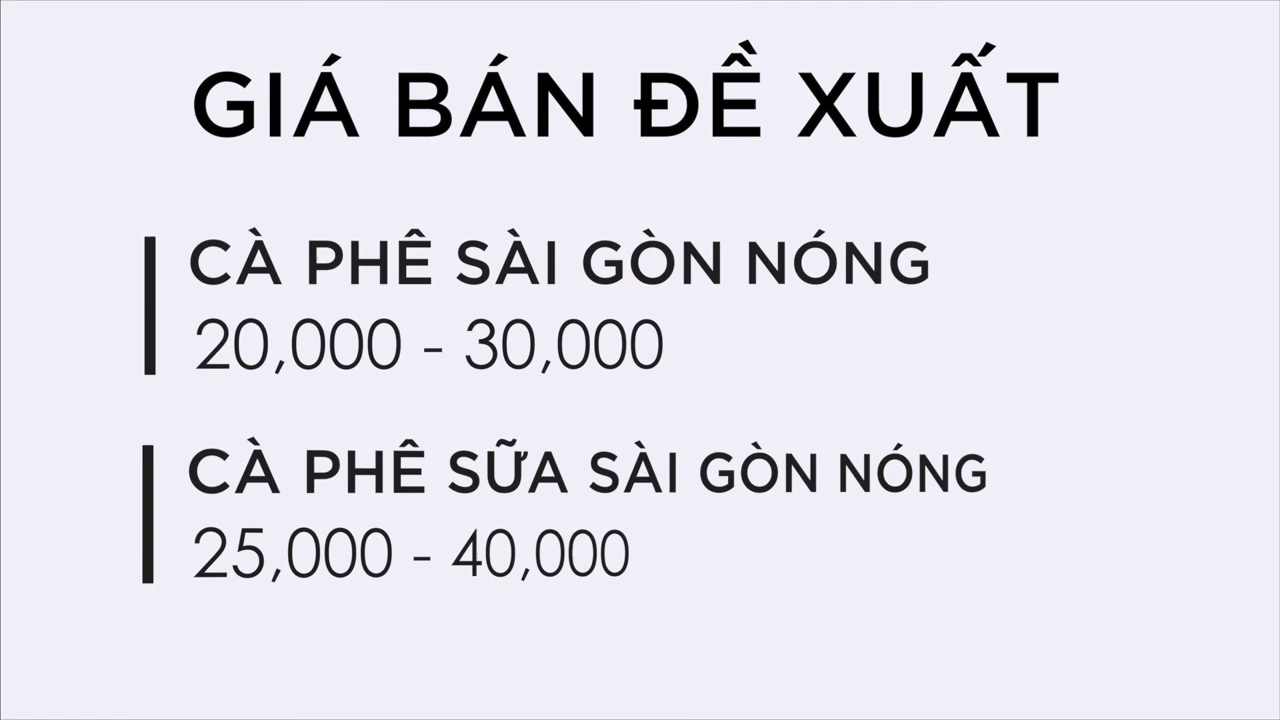 GIÁ BÁN ĐỀ XUẤT
CÀ PHÊ SÀI GÒN NÓNG
20,000 - 30,000
CÀ PHÊ SỮA SÀI GÒN NÓNG
25,000 - 40,000